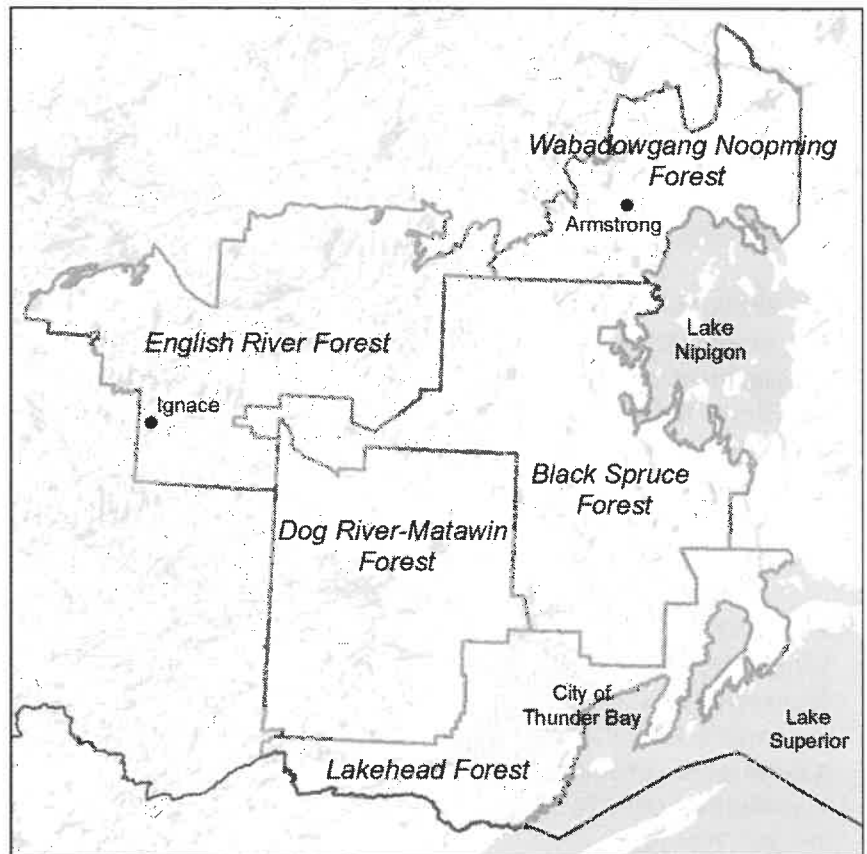 Wabadowgang Noopming
Forest
Armstrong
English River Forest
Lake
Nipigon
Ignace
Black Spruce
Forest
Dog River-Matawin
Forest
City of
Thunder Bay
Lake
Superior
Lakehead Forest